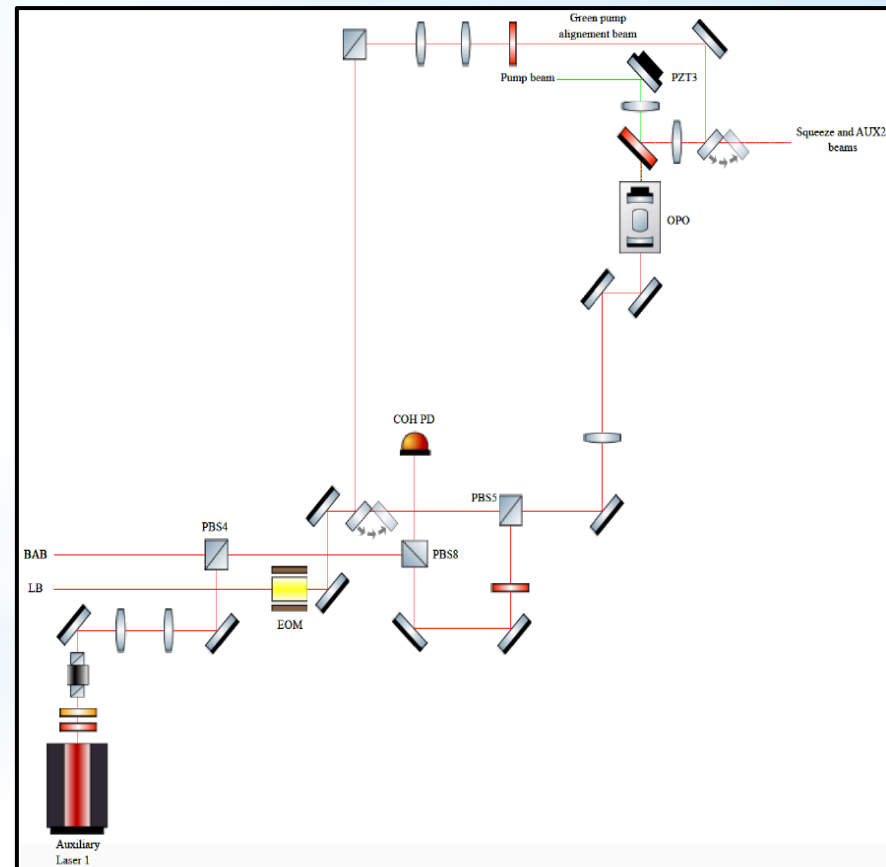 Green pump
alignement beam
Pump beam
PZT3
Squeeze and AUX2
beams
OPO
COH PD
PBS5
PBS4
BAB
PBS8
LB
EOM
Auxiliary
Laser 1